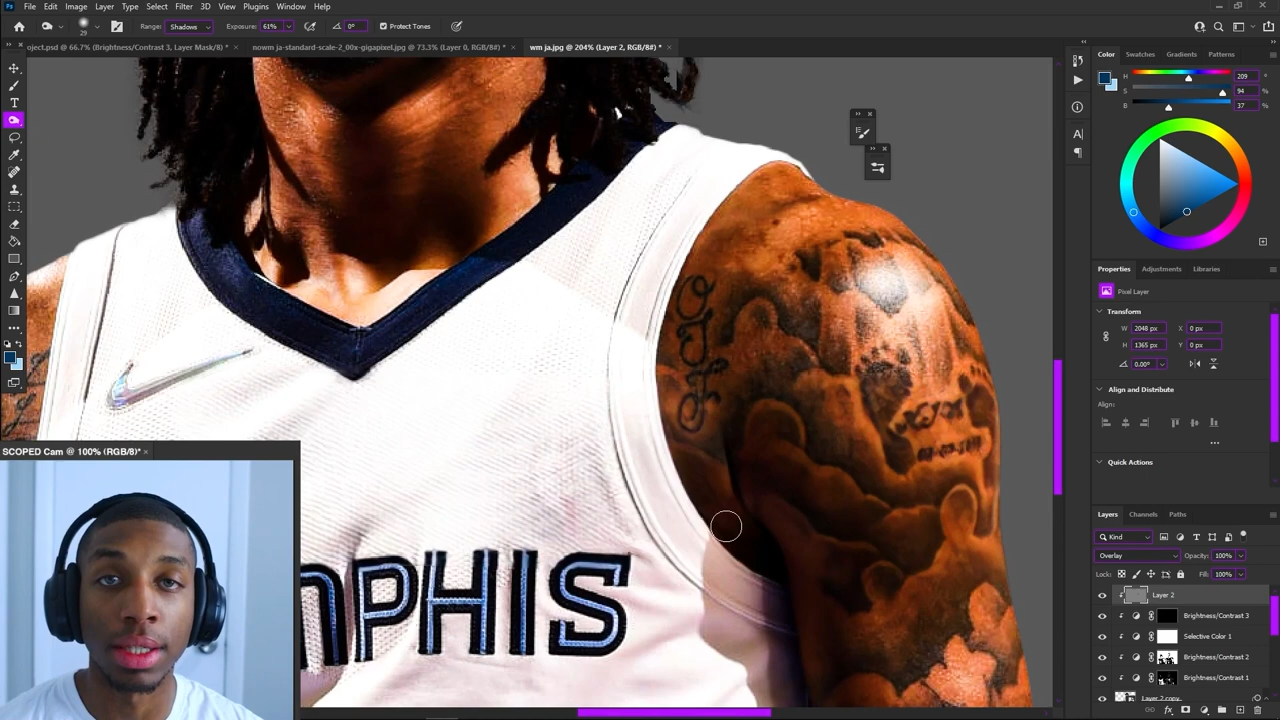 File Edit Image Layer Type Select Filter 3D View Plugins Window Help
29 Range: Shadows Exposure: 61% 0° Protect Tones
oject.psd @ 66.7% (Brightness/Contrast 3, Layer Mask/8) * ×
nowm ja-standard-scale-2_00x-gigapixel.jpg @ 73.3% (Layer 0, RGB/8#) * ×
wm ja.jpg @ 204% (Layer 2, RGB/8#) * ×
Color Swatches Gradients Patterns
H 209 °
S 94 %
B 37 %
Properties Adjustments Libraries
Pixel Layer
Transform
W 2048 px X 0 px
H 1365 px Y 0 px
0.00°
Align and Distribute
Align:
Quick Actions
SCOPED Cam @ 100% (RGB/8)* ×
PHIS
Layers Channels Paths
Kind
Overlay Opacity: 100%
Lock: Fill: 100%
Layer 2
Brightness/Contrast 3
Selective Color 1
Brightness/Contrast 2
Brightness/Contrast 1
Layer 2 copy